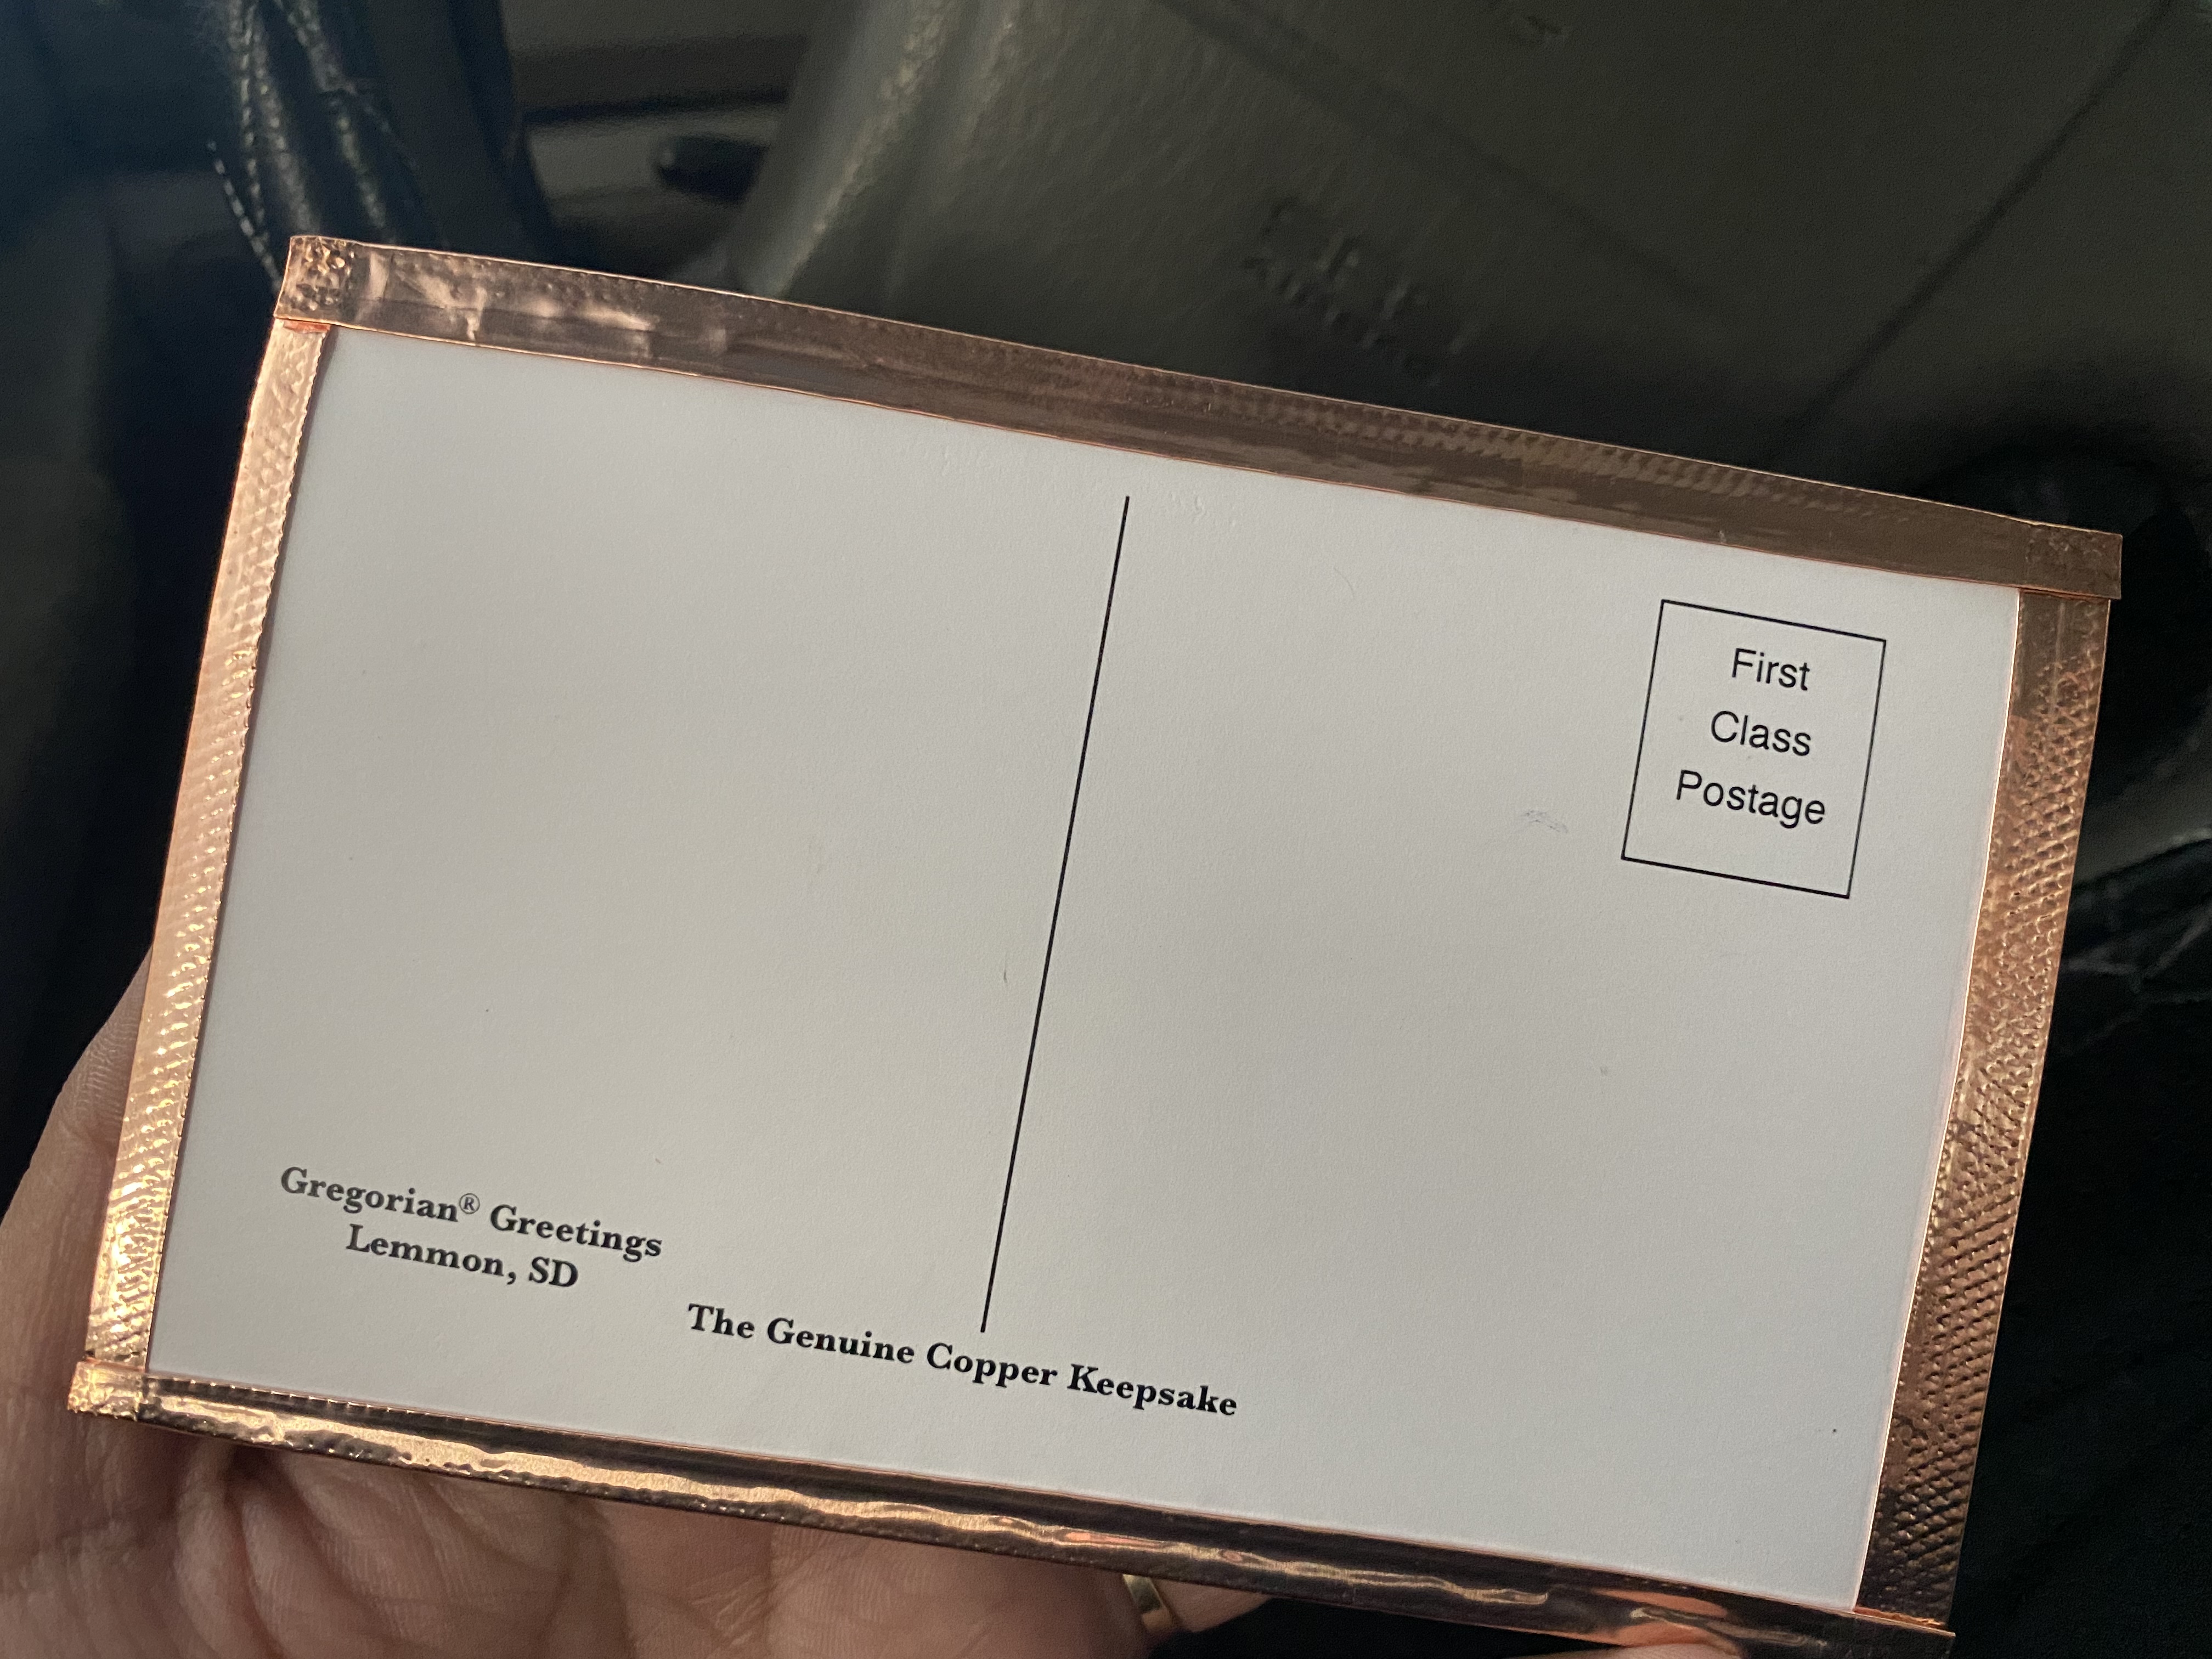 First
Class
Postage
Gregorian® Greetings
Lemmon, SD
The Genuine Copper Keepsake